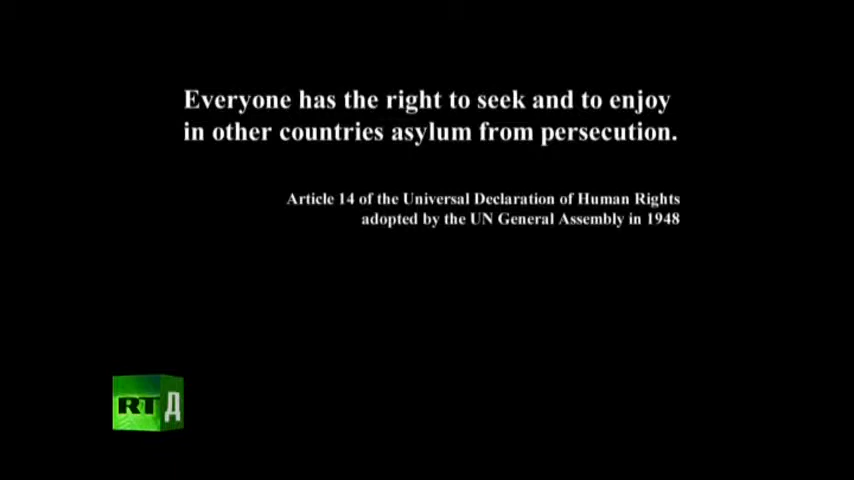 Everyone has the right to seek and to enjoy
in other countries asylum from persecution.
Article 14 of the Universal Declaration of Human Rights
adopted by the UN General Assembly in 1948
RT Д